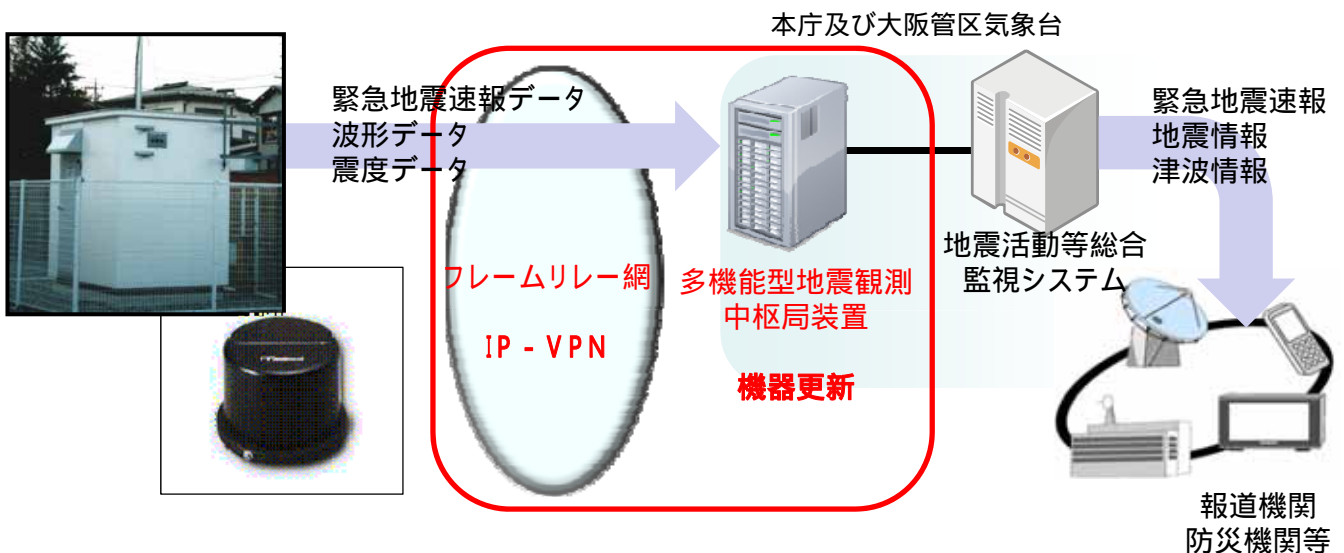 本庁及び大阪管区気象台
緊急地震速報データ
波形データ
震度データ
緊急地震速報
地震情報
津波情報
フレームリレー網
IP－VPN
多機能型地震観測
中枢局装置
機器更新
地震活動等総合
監視システム
報道機関
防災機関等